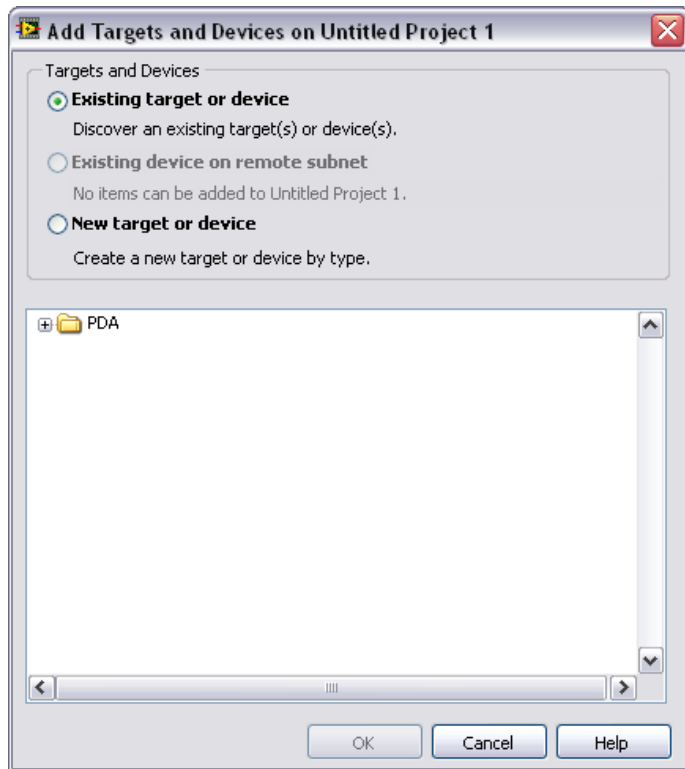 Add Targets and Devices on Untitled Project 1
Targets and Devices
Existing target or device
Discover an existing target(s) or device(s).
Existing device on remote subnet
No items can be added to Untitled Project 1.
New target or device
Create a new target or device by type.
PDA
OK Cancel Help